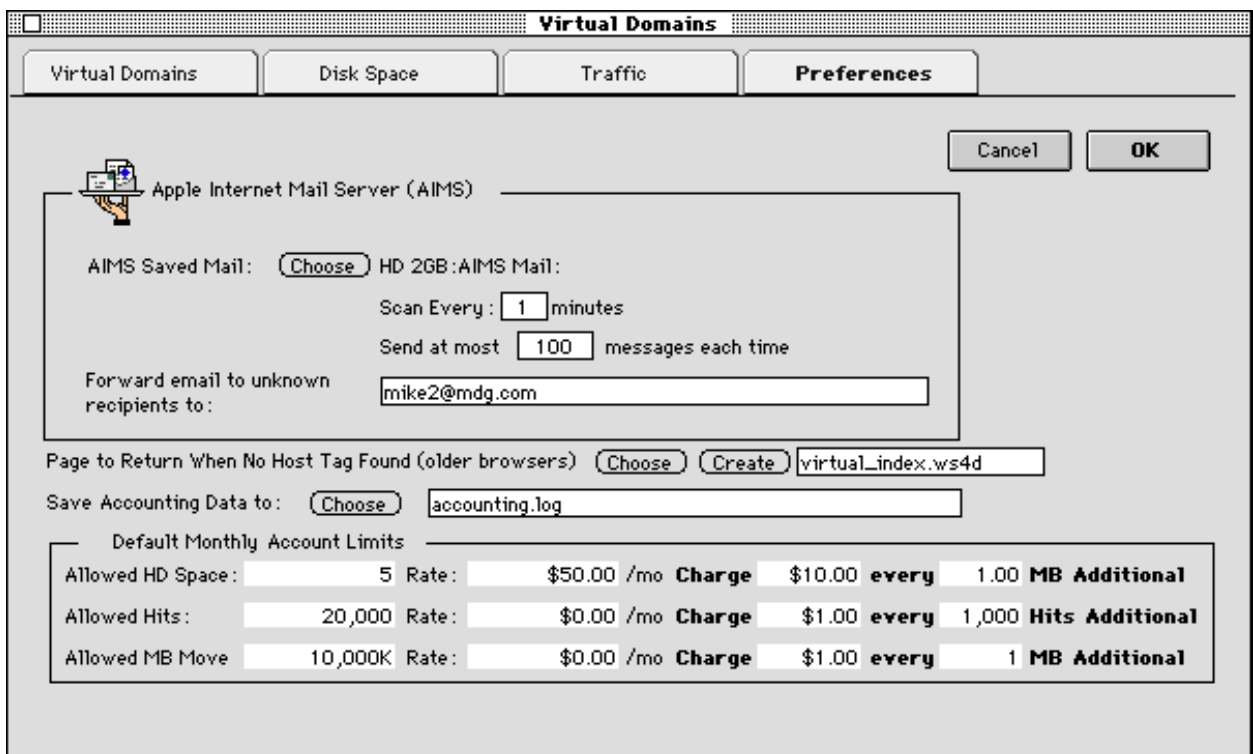 Virtual Domains
Virtual Domains Disk Space Traffic Preferences
Cancel OK
Apple Internet Mail Server (AIMS)
AIMS Saved Mail: Choose HD 2GB:AIMS Mail:
Scan Every: 1 minutes
Send at most 100 messages each time
Forward email to unknown
recipients to: mike2@mdg.com
Page to Return When No Host Tag Found (older browsers) Choose Create virtual_index.ws4d
Save Accounting Data to: Choose accounting.log
Default Monthly Account Limits
Allowed HD Space: 5 Rate: $50.00 /mo Charge $10.00 every 1.00 MB Additional
Allowed Hits: 20,000 Rate: $0.00 /mo Charge $1.00 every 1,000 Hits Additional
Allowed MB Move 10,000K Rate: $0.00 /mo Charge $1.00 every 1 MB Additional